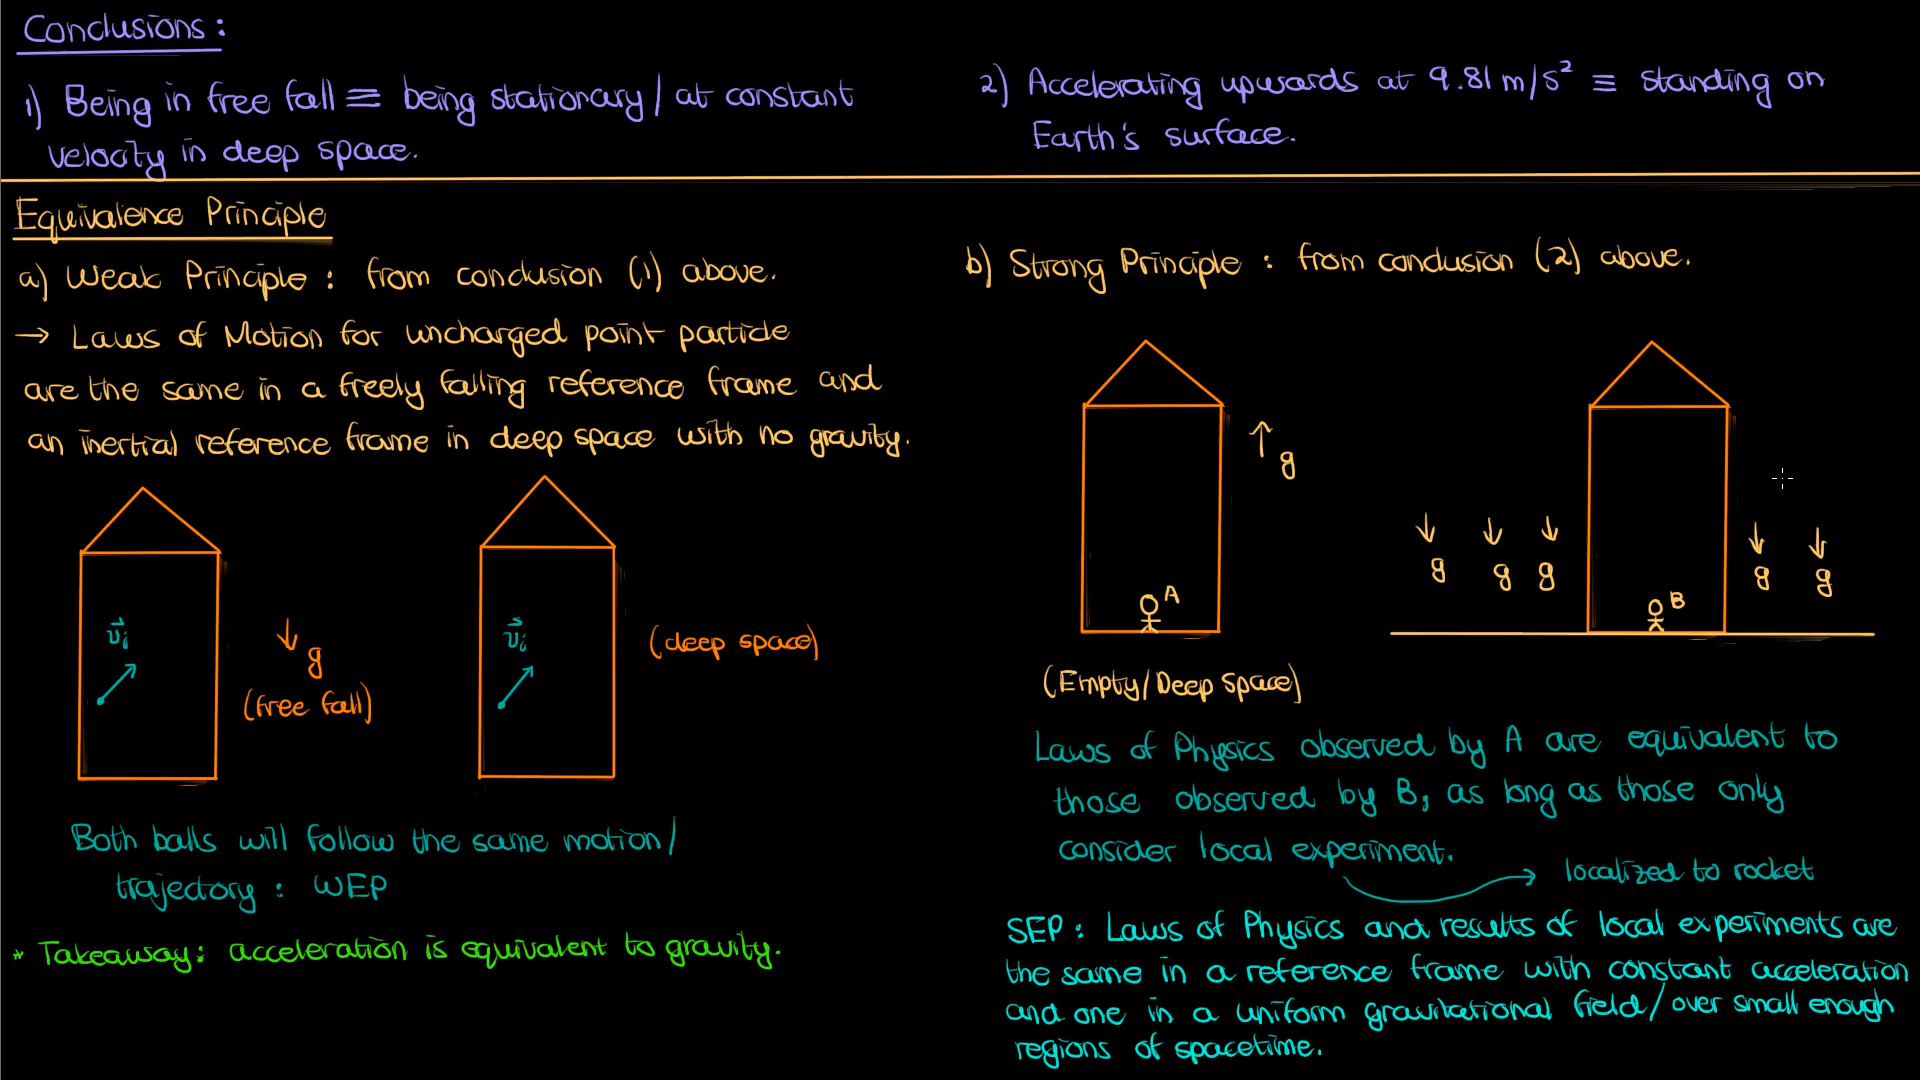 Conclusions :
1) Being in free fall ≡ being stationary / at constant
velocity in deep space.
2) Accelerating upwards at 9.81 m/s² ≡ standing on
Earth's surface.
Equivalence Principle
a) Weak Principle : from conclusion (1) above.
→ Laws of Motion for uncharged point particle
are the same in a freely falling reference frame and
an inertial reference frame in deep space with no gravity.
v⃗ᵢ
↓ g
(free fall)
v⃗ᵢ
(deep space)
Both balls will follow the same motion /
trajectory : WEP
* Takeaway : acceleration is equivalent to gravity.
b) Strong Principle : from conclusion (2) above.
↑ g
A
(Empty / Deep Space)
↓ ↓ ↓ ↓ ↓
g g g g g
B
Laws of Physics observed by A are equivalent to
those observed by B, as long as those only
consider local experiment.
→ localized to rocket
SEP : Laws of Physics and results of local experiments are
the same in a reference frame with constant acceleration
and one in a uniform gravitational field / over small enough
regions of spacetime.